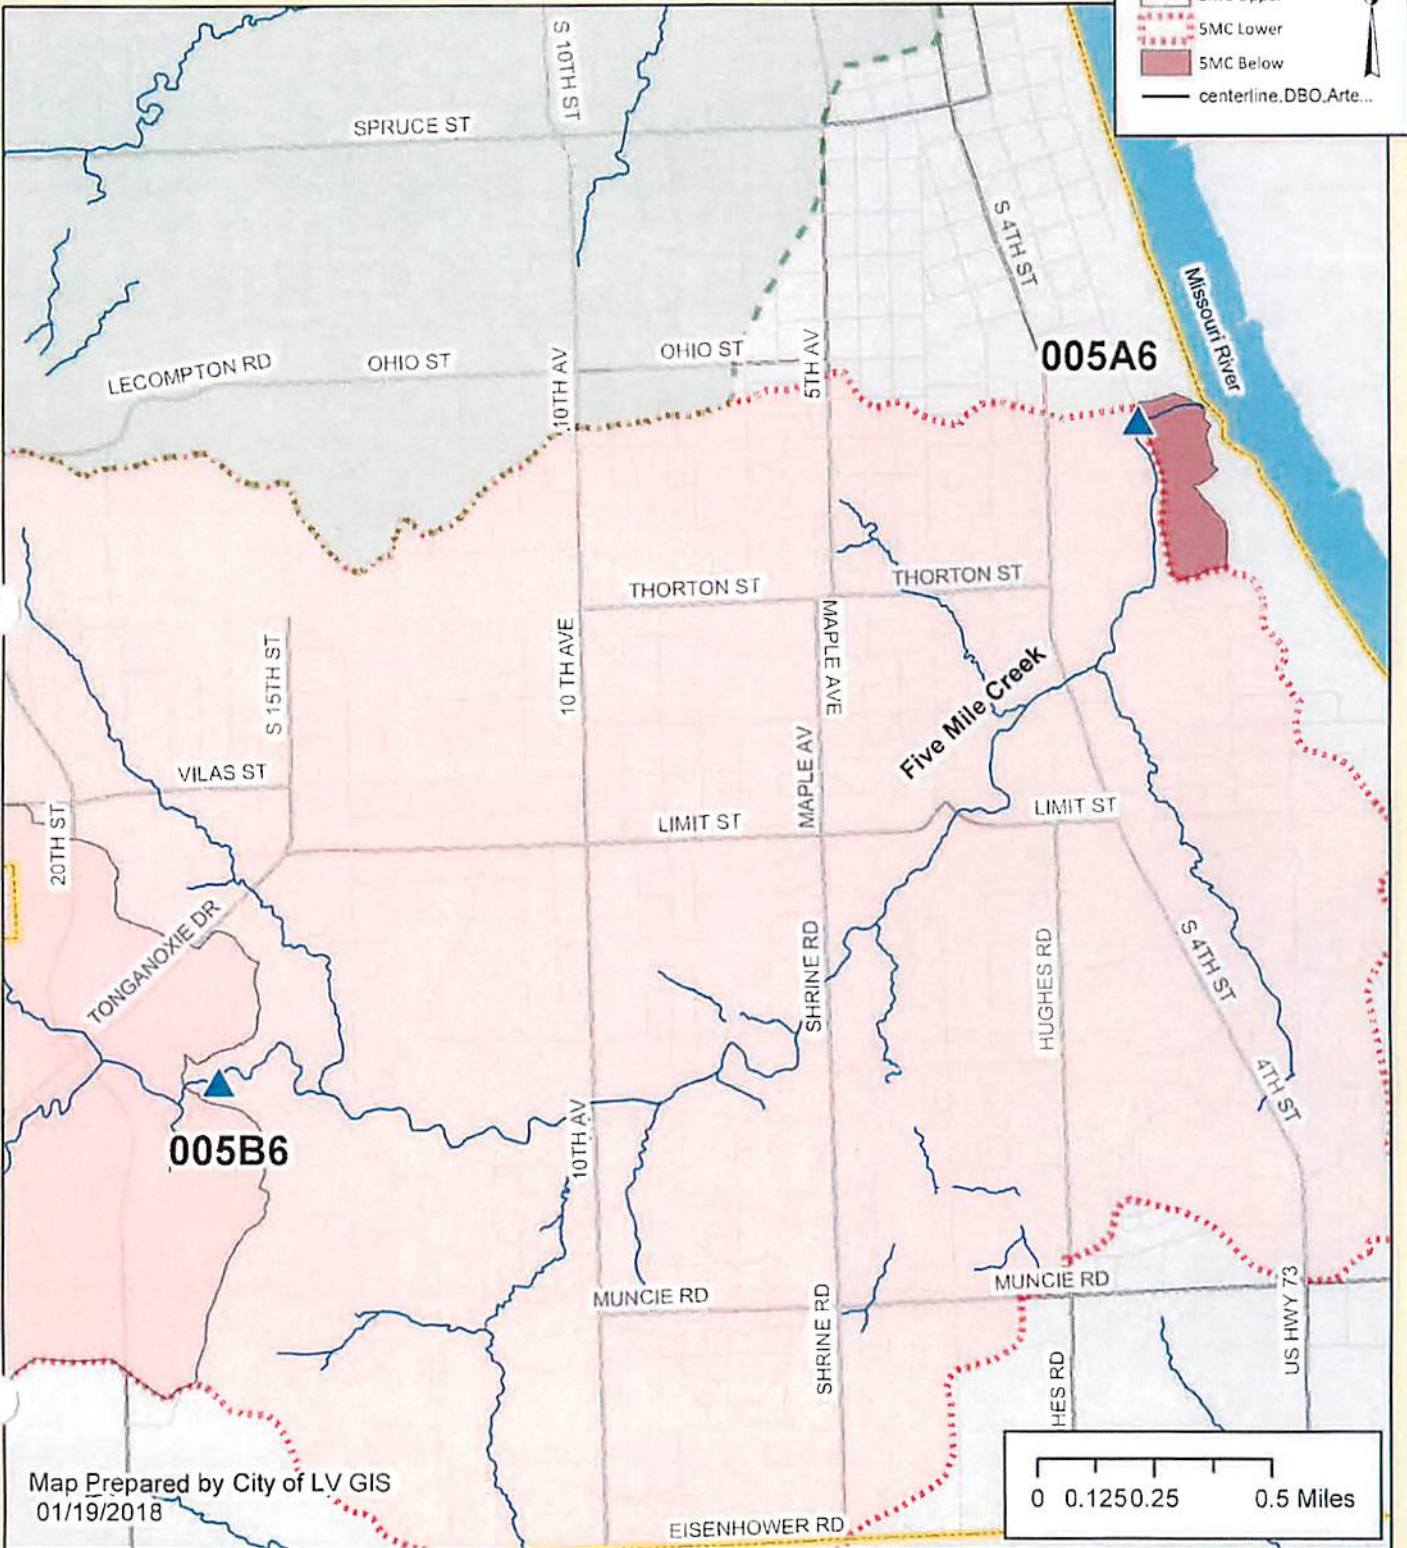 5MC Lower
5MC Below
centerline.DBO.Arte...
S 10TH ST
SPRUCE ST
S 4TH ST
Missouri River
LECOMPTON RD
OHIO ST
OHIO ST
10TH AV
5TH AV
005A6
THORTON ST
THORTON ST
S 15TH ST
10 TH AVE
MAPLE AVE
Five Mile Creek
VILAS ST
MAPLE AV
LIMIT ST
LIMIT ST
20TH ST
TONGANOXIE DR
SHRINE RD
HUGHES RD
S 4TH ST
4TH ST
005B6
10TH AV
MUNCIE RD
MUNCIE RD
SHRINE RD
US HWY 73
HES RD
Map Prepared by City of LV GIS
01/19/2018
EISENHOWER RD
0 0.125 0.25 0.5 Miles